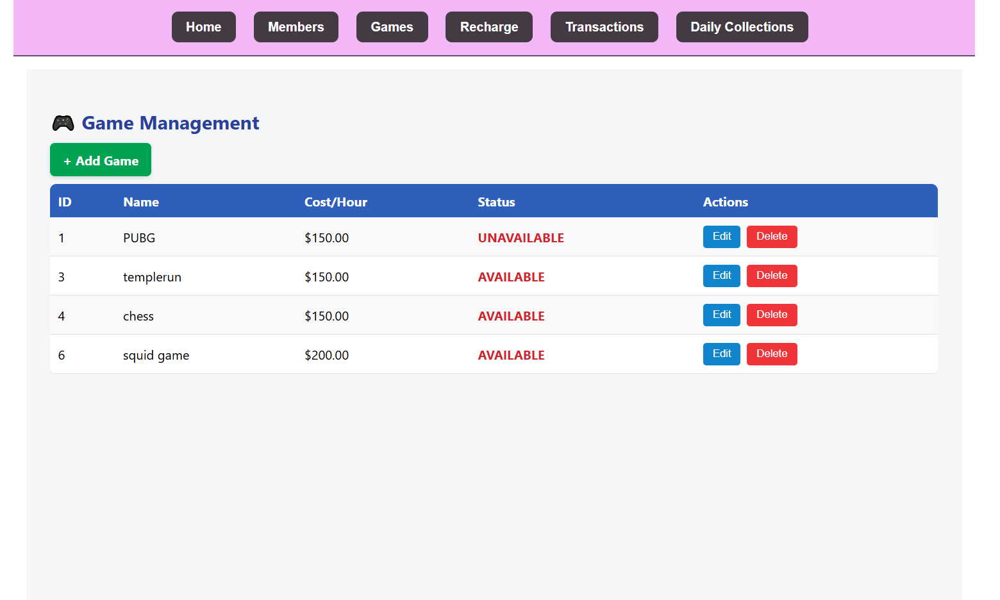 Home Members Games Recharge Transactions Daily Collections
Game Management
+ Add Game
ID Name Cost/Hour Status Actions
1 PUBG $150.00 UNAVAILABLE Edit Delete
3 templerun $150.00 AVAILABLE Edit Delete
4 chess $150.00 AVAILABLE Edit Delete
6 squid game $200.00 AVAILABLE Edit Delete